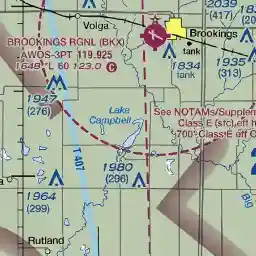 2039
(417)
Volga
Brookings
BROOKINGS RGNL (BKX)
AWOS-3PT 119.925
1648 *L 60 123.0 C
tank
1935
(313)
1834
tank
1947
(276)
Lake
Campbell
See NOTAMs/Supplem
Class E (sfc) eff h
700' Class E eff
T 407
1980
(296)
1964
(299)
Big
Rutland